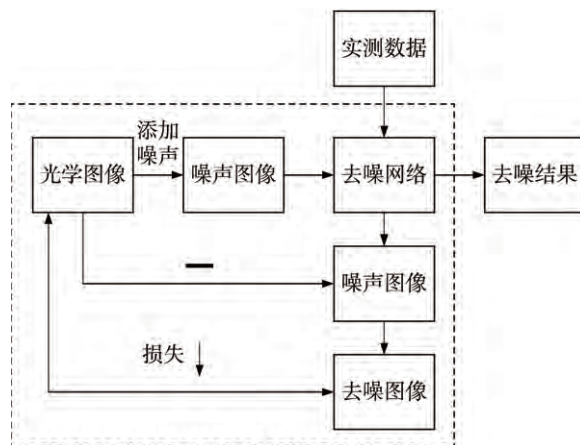 实测数据
添加
噪声
光学图像
噪声图像
去噪网络
去噪结果
噪声图像
损失
去噪图像